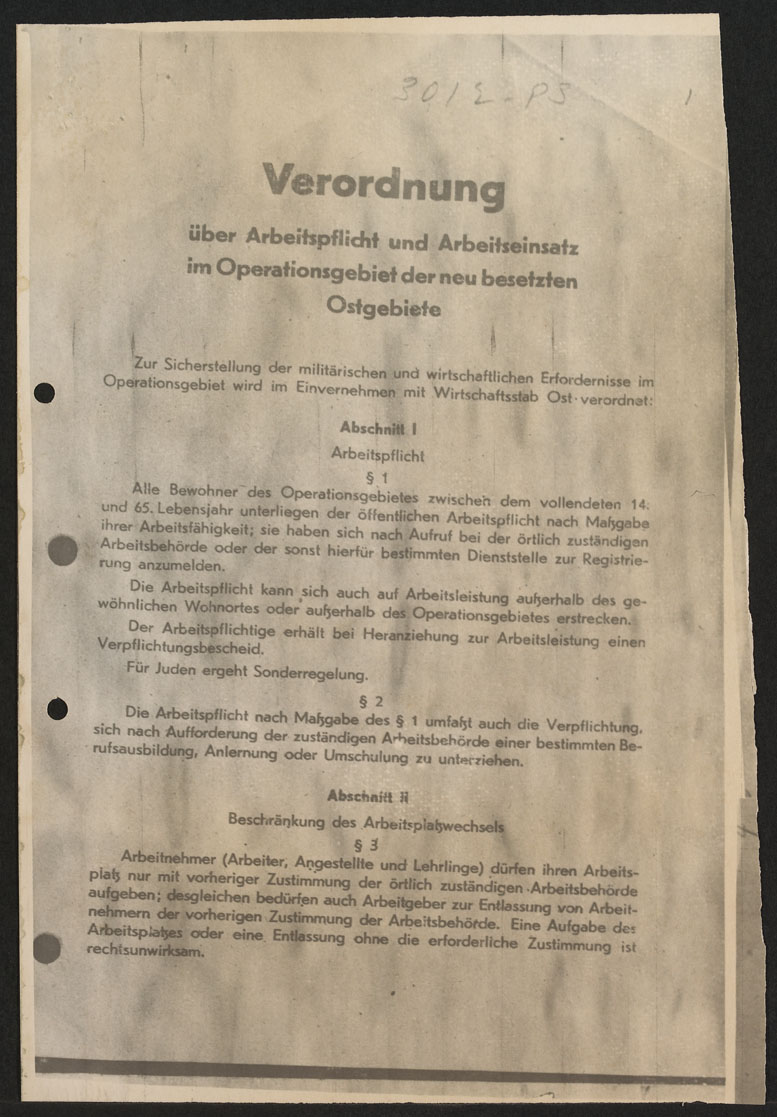 3012-PS
1
Verordnung
über Arbeitspflicht und Arbeitseinsatz
im Operationsgebiet der neu besetzten
Ostgebiete
Zur Sicherstellung der militärischen und wirtschaftlichen Erfordernisse im
Operationsgebiet wird im Einvernehmen mit Wirtschaftsstab Ost verordnet:
Abschnitt I
Arbeitspflicht
§ 1
Alle Bewohner des Operationsgebietes zwischen dem vollendeten 14.
und 65. Lebensjahr unterliegen der öffentlichen Arbeitspflicht nach Maßgabe
ihrer Arbeitsfähigkeit; sie haben sich nach Aufruf bei der örtlich zuständigen
Arbeitsbehörde oder der sonst hierfür bestimmten Dienststelle zur Registrie-
rung anzumelden.
Die Arbeitspflicht kann sich auch auf Arbeitsleistung außerhalb des ge-
wöhnlichen Wohnortes oder außerhalb des Operationsgebietes erstrecken.
Der Arbeitspflichtige erhält bei Heranziehung zur Arbeitsleistung einen
Verpflichtungsbescheid.
Für Juden ergeht Sonderregelung.
§ 2
Die Arbeitspflicht nach Maßgabe des § 1 umfaßt auch die Verpflichtung,
sich nach Aufforderung der zuständigen Arbeitsbehörde einer bestimmten Be-
rufsausbildung, Anlernung oder Umschulung zu unterziehen.
Abschnitt II
Beschränkung des Arbeitsplatzwechsels
§ 3
Arbeitnehmer (Arbeiter, Angestellte und Lehrlinge) dürfen ihren Arbeits-
platz nur mit vorheriger Zustimmung der örtlich zuständigen Arbeitsbehörde
aufgeben; desgleichen bedürfen auch Arbeitgeber zur Entlassung von Arbeit-
nehmern der vorherigen Zustimmung der Arbeitsbehörde. Eine Aufgabe des
Arbeitsplatzes oder eine Entlassung ohne die erforderliche Zustimmung ist
rechtsunwirksam.